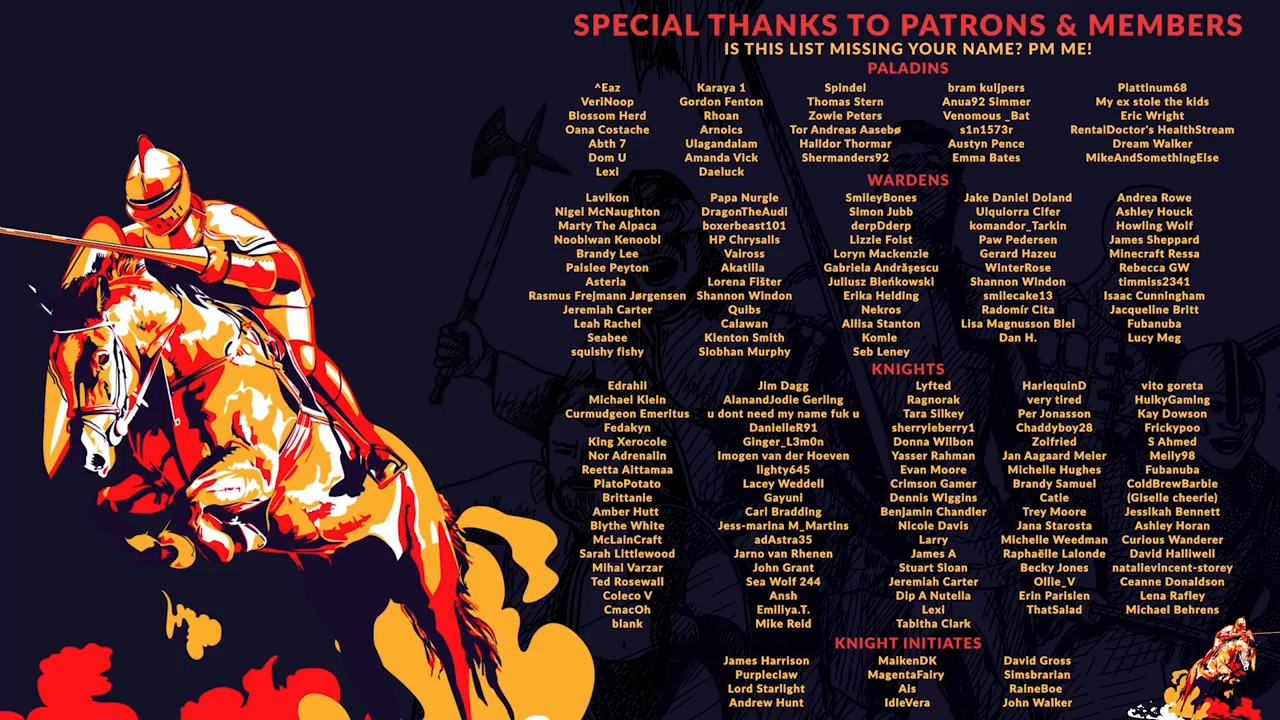 SPECIAL THANKS TO PATRONS & MEMBERS
IS THIS LIST MISSING YOUR NAME? PM ME!
PALADINS
^Eaz Karaya 1 Spindel bram kuijpers Plattinum68
VeriNoop Gordon Fenton Thomas Stern Anua92 Simmer My ex stole the kids
Blossom Herd Rhoan Zowie Peters Venomous _Bat Eric Wright
Oana Costache Arnoics Tor Andreas Aasebø s1n1573r RentalDoctor's HealthStream
Abth 7 Ulagandalam Halldor Thormar Austyn Pence Dream Walker
Dom U Amanda Vick Shermanders92 Emma Bates MikeAndSomethingElse
Lexi Daeluck
WARDENS
Lavikon Papa Nurgle SmileyBones Jake Daniel Doland Andrea Rowe
Nigel McNaughton DragonTheAudi Simon Jubb Ulquiorra Cifer Ashley Houck
Marty The Alpaca boxerbeast101 derpDderp komandor_Tarkin Howling Wolf
Noobiwan Kenoobi HP Chrysalis Lizzie Foist Paw Pedersen James Sheppard
Brandy Lee Valross Loryn Mackenzie Gerard Hazeu Minecraft Ressa
Paislee Peyton Akatilla Gabriela Andrășescu WinterRose Rebecca GW
Asteria Lorena Fišter Juliusz Bieńkowski Shannon Windon timmiss2341
Rasmus Frejmann Jørgensen Shannon Windon Erika Helding smilecake13 Isaac Cunningham
Jeremiah Carter Quibs Nekros Radomír Cita Jacqueline Britt
Leah Rachel Calawan Allisa Stanton Lisa Magnusson Biel Fubanuba
Seabee Klenton Smith Komle Dan H. Lucy Meg
squishy fishy Siobhan Murphy Seb Leney
KNIGHTS
Edrahil Jim Dagg Lyfted HarlequinD vito goreta
Michael Klein AlanandJodie Gerling Ragnorak very tired HulkyGaming
Curmudgeon Emeritus u dont need my name fuk u Tara Silkey Per Jonasson Kay Dowson
Fedakyn DanielleR91 sherryleberry1 Chaddyboy28 Frickypoo
King Xerocole Ginger_L3m0n Donna Wilbon Zolfried S Ahmed
Nor Adrenalin Imogen van der Hoeven Yasser Rahman Jan Aagaard Meier Melly98
Reetta Aittamaa lighty645 Evan Moore Michelle Hughes Fubanuba
PlatoPotato Lacey Weddell Crimson Gamer Brandy Samuel ColdBrewBarbie
Brittanie Gayuni Dennis Wiggins Catie (Giselle cheerie)
Amber Hutt Carl Bradding Benjamin Chandler Trey Moore Jessikah Bennett
Blythe White Jess-marina M_Martins Nicole Davis Jana Starosta Ashley Horan
McLainCraft adAstra35 Larry Michelle Weedman Curious Wanderer
Sarah Littlewood Jarno van Rhenen James A Raphaëlle Lalonde David Halliwell
Mihai Varzar John Grant Stuart Sloan Becky Jones natalievincent-storey
Ted Rosewall Sea Wolf 244 Jeremiah Carter Ollie_V Ceanne Donaldson
Coleco V Ansh Dip A Nutella Erin Parisien Lena Rafley
CmacOh Emiliya.T. Lexi ThatSalad Michael Behrens
blank Mike Reid Tabitha Clark
KNIGHT INITIATES
James Harrison MaikenDK David Gross
Purpleclaw MagentaFairy Simsbrarian
Lord Starlight Ais RaineBoe
Andrew Hunt IdleVera John Walker